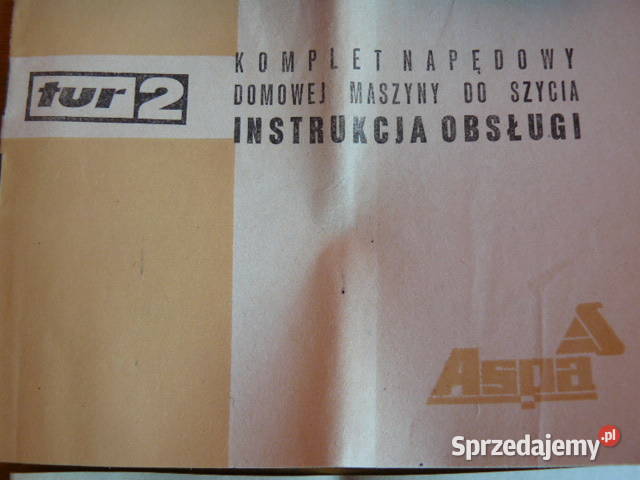 KOMPLET NAPĘDOWY
tur 2
DOMOWEJ MASZYNY DO SZYCIA
INSTRUKCJA OBSŁUGI
Aspa
Sprzedajemy.pl